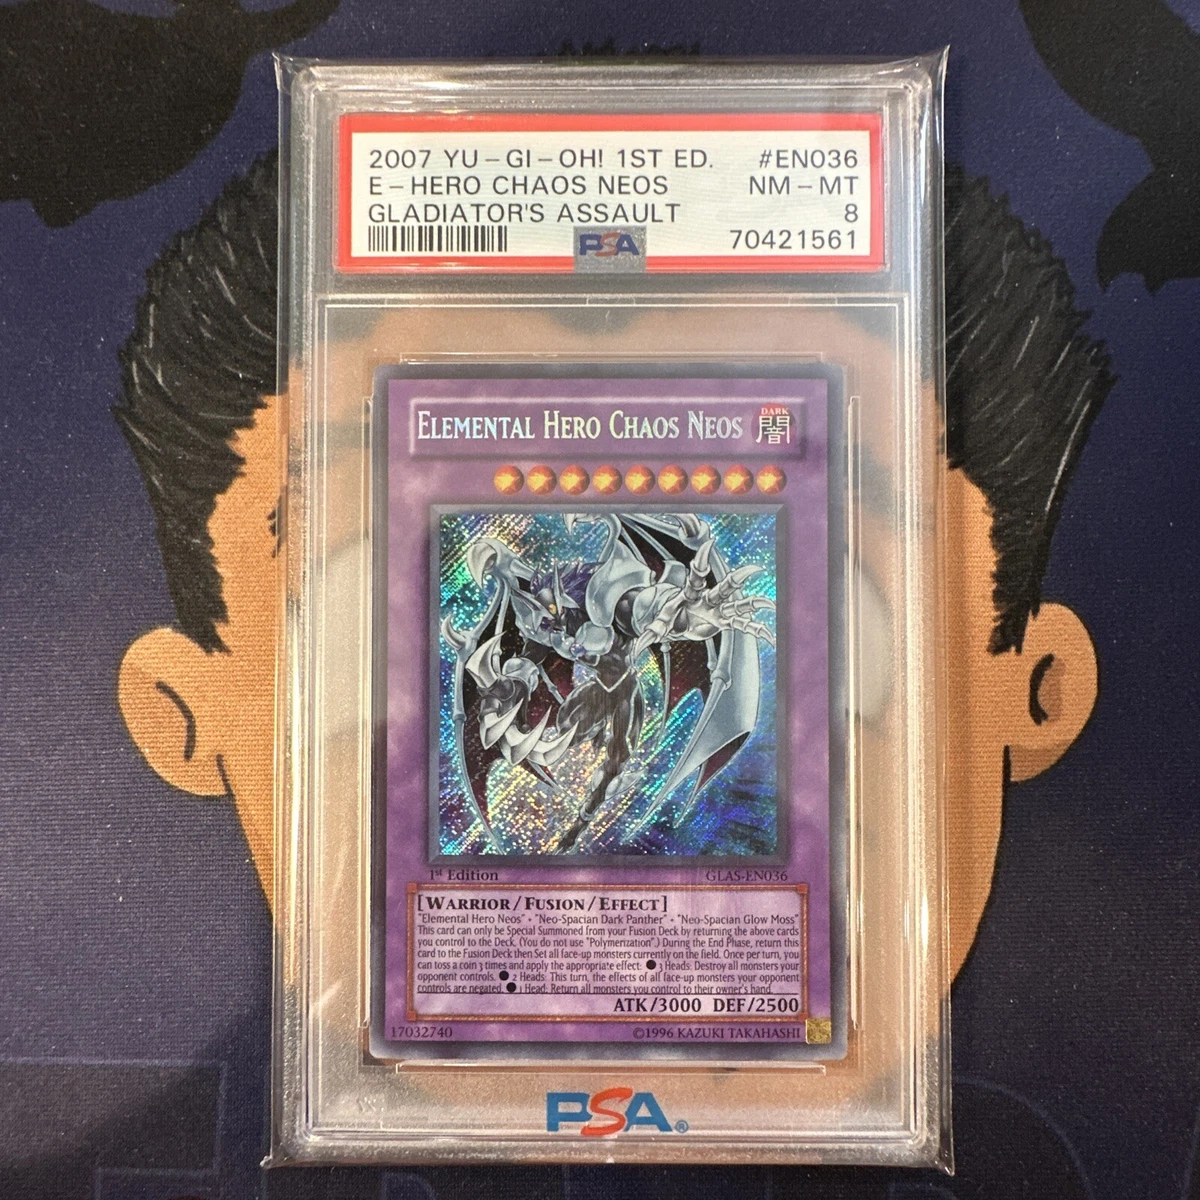 2007 YU-GI-OH! 1ST ED. #EN036
E-HERO CHAOS NEOS NM-MT
GLADIATOR'S ASSAULT 8
PSA 70421561
ELEMENTAL HERO CHAOS NEOS DARK 闇
1st Edition GLAS-EN036
[WARRIOR/FUSION/EFFECT]
"Elemental Hero Neos" + "Neo-Spacian Dark Panther" + "Neo-Spacian Glow Moss"
This card can only be Special Summoned from your Fusion Deck by returning the above cards
you control to the Deck. (You do not use "Polymerization".) During the End Phase, return this
card to the Fusion Deck then Set all face-up monsters currently on the field. Once per turn, you
can toss a coin 3 times and apply the appropriate effect: ●3 Heads: Destroy all monsters your
opponent controls. ●2 Heads: This turn, the effects of all face-up monsters your opponent
controls are negated. ●1 Head: Return all monsters you control to their owner's hand.
ATK/3000 DEF/2500
17032740 ©1996 KAZUKI TAKAHASHI
PSA®